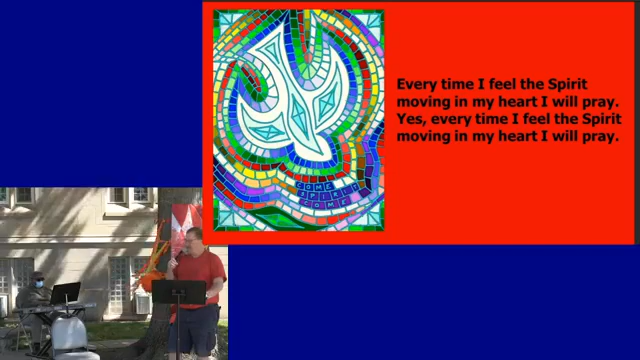 Every time I feel the Spirit
moving in my heart I will pray.
Yes, every time I feel the Spirit
moving in my heart I will pray.
COME
SPIRIT
COME